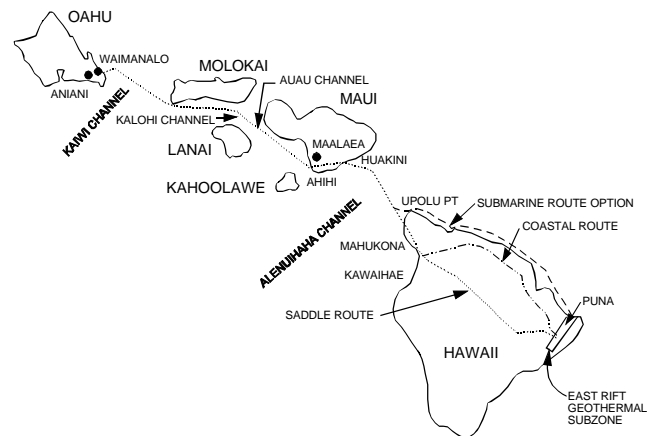 OAHU
WAIMANALO
ANIANI
KAIWI CHANNEL
MOLOKAI
AUAU CHANNEL
MAUI
KALOHI CHANNEL
MAALAEA
LANAI
HUAKINI
KAHOOLAWE
AHIHI
ALENUIHAHA CHANNEL
UPOLU PT
SUBMARINE ROUTE OPTION
COASTAL ROUTE
MAHUKONA
KAWAIHAE
SADDLE ROUTE
PUNA
HAWAII
EAST RIFT
GEOTHERMAL
SUBZONE